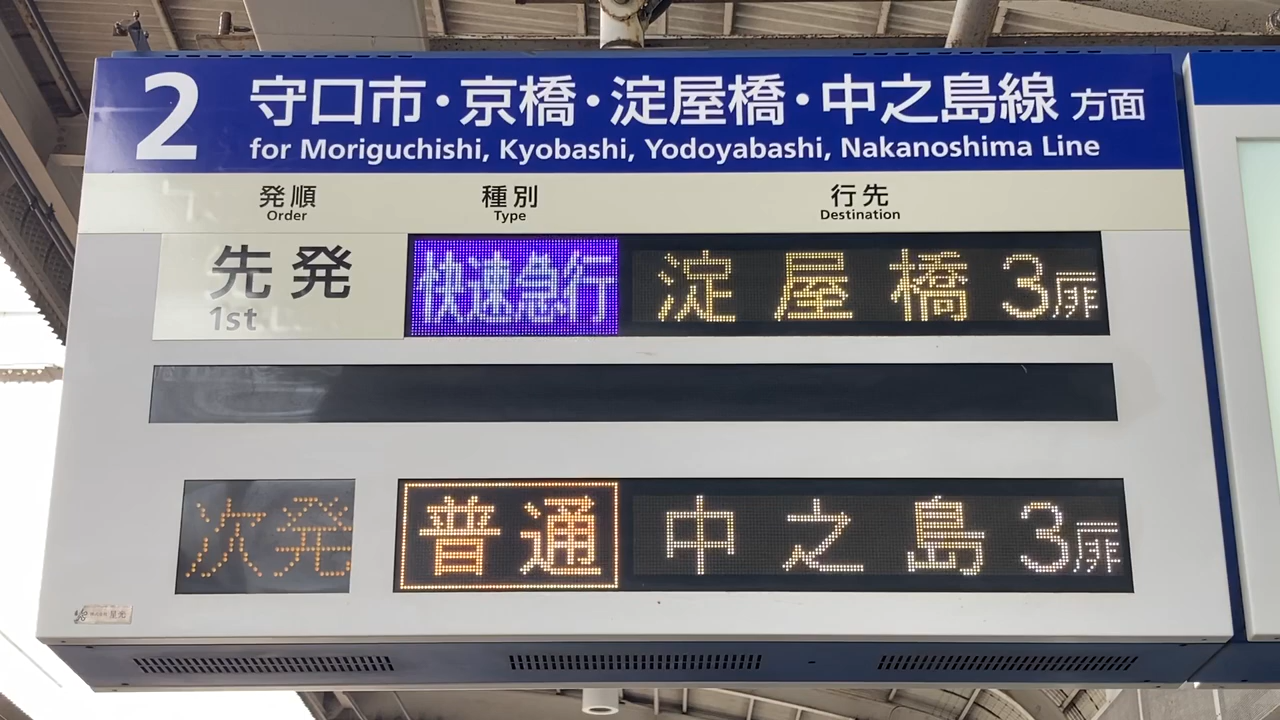 2 守口市・京橋・淀屋橋・中之島線 方面
for Moriguchishi, Kyobashi, Yodoyabashi, Nakanoshima Line
発順 種別 行先
Order Type Destination
先発 快速急行 淀屋橋 3扉
1st
次発 普通 中之島 3扉
星光